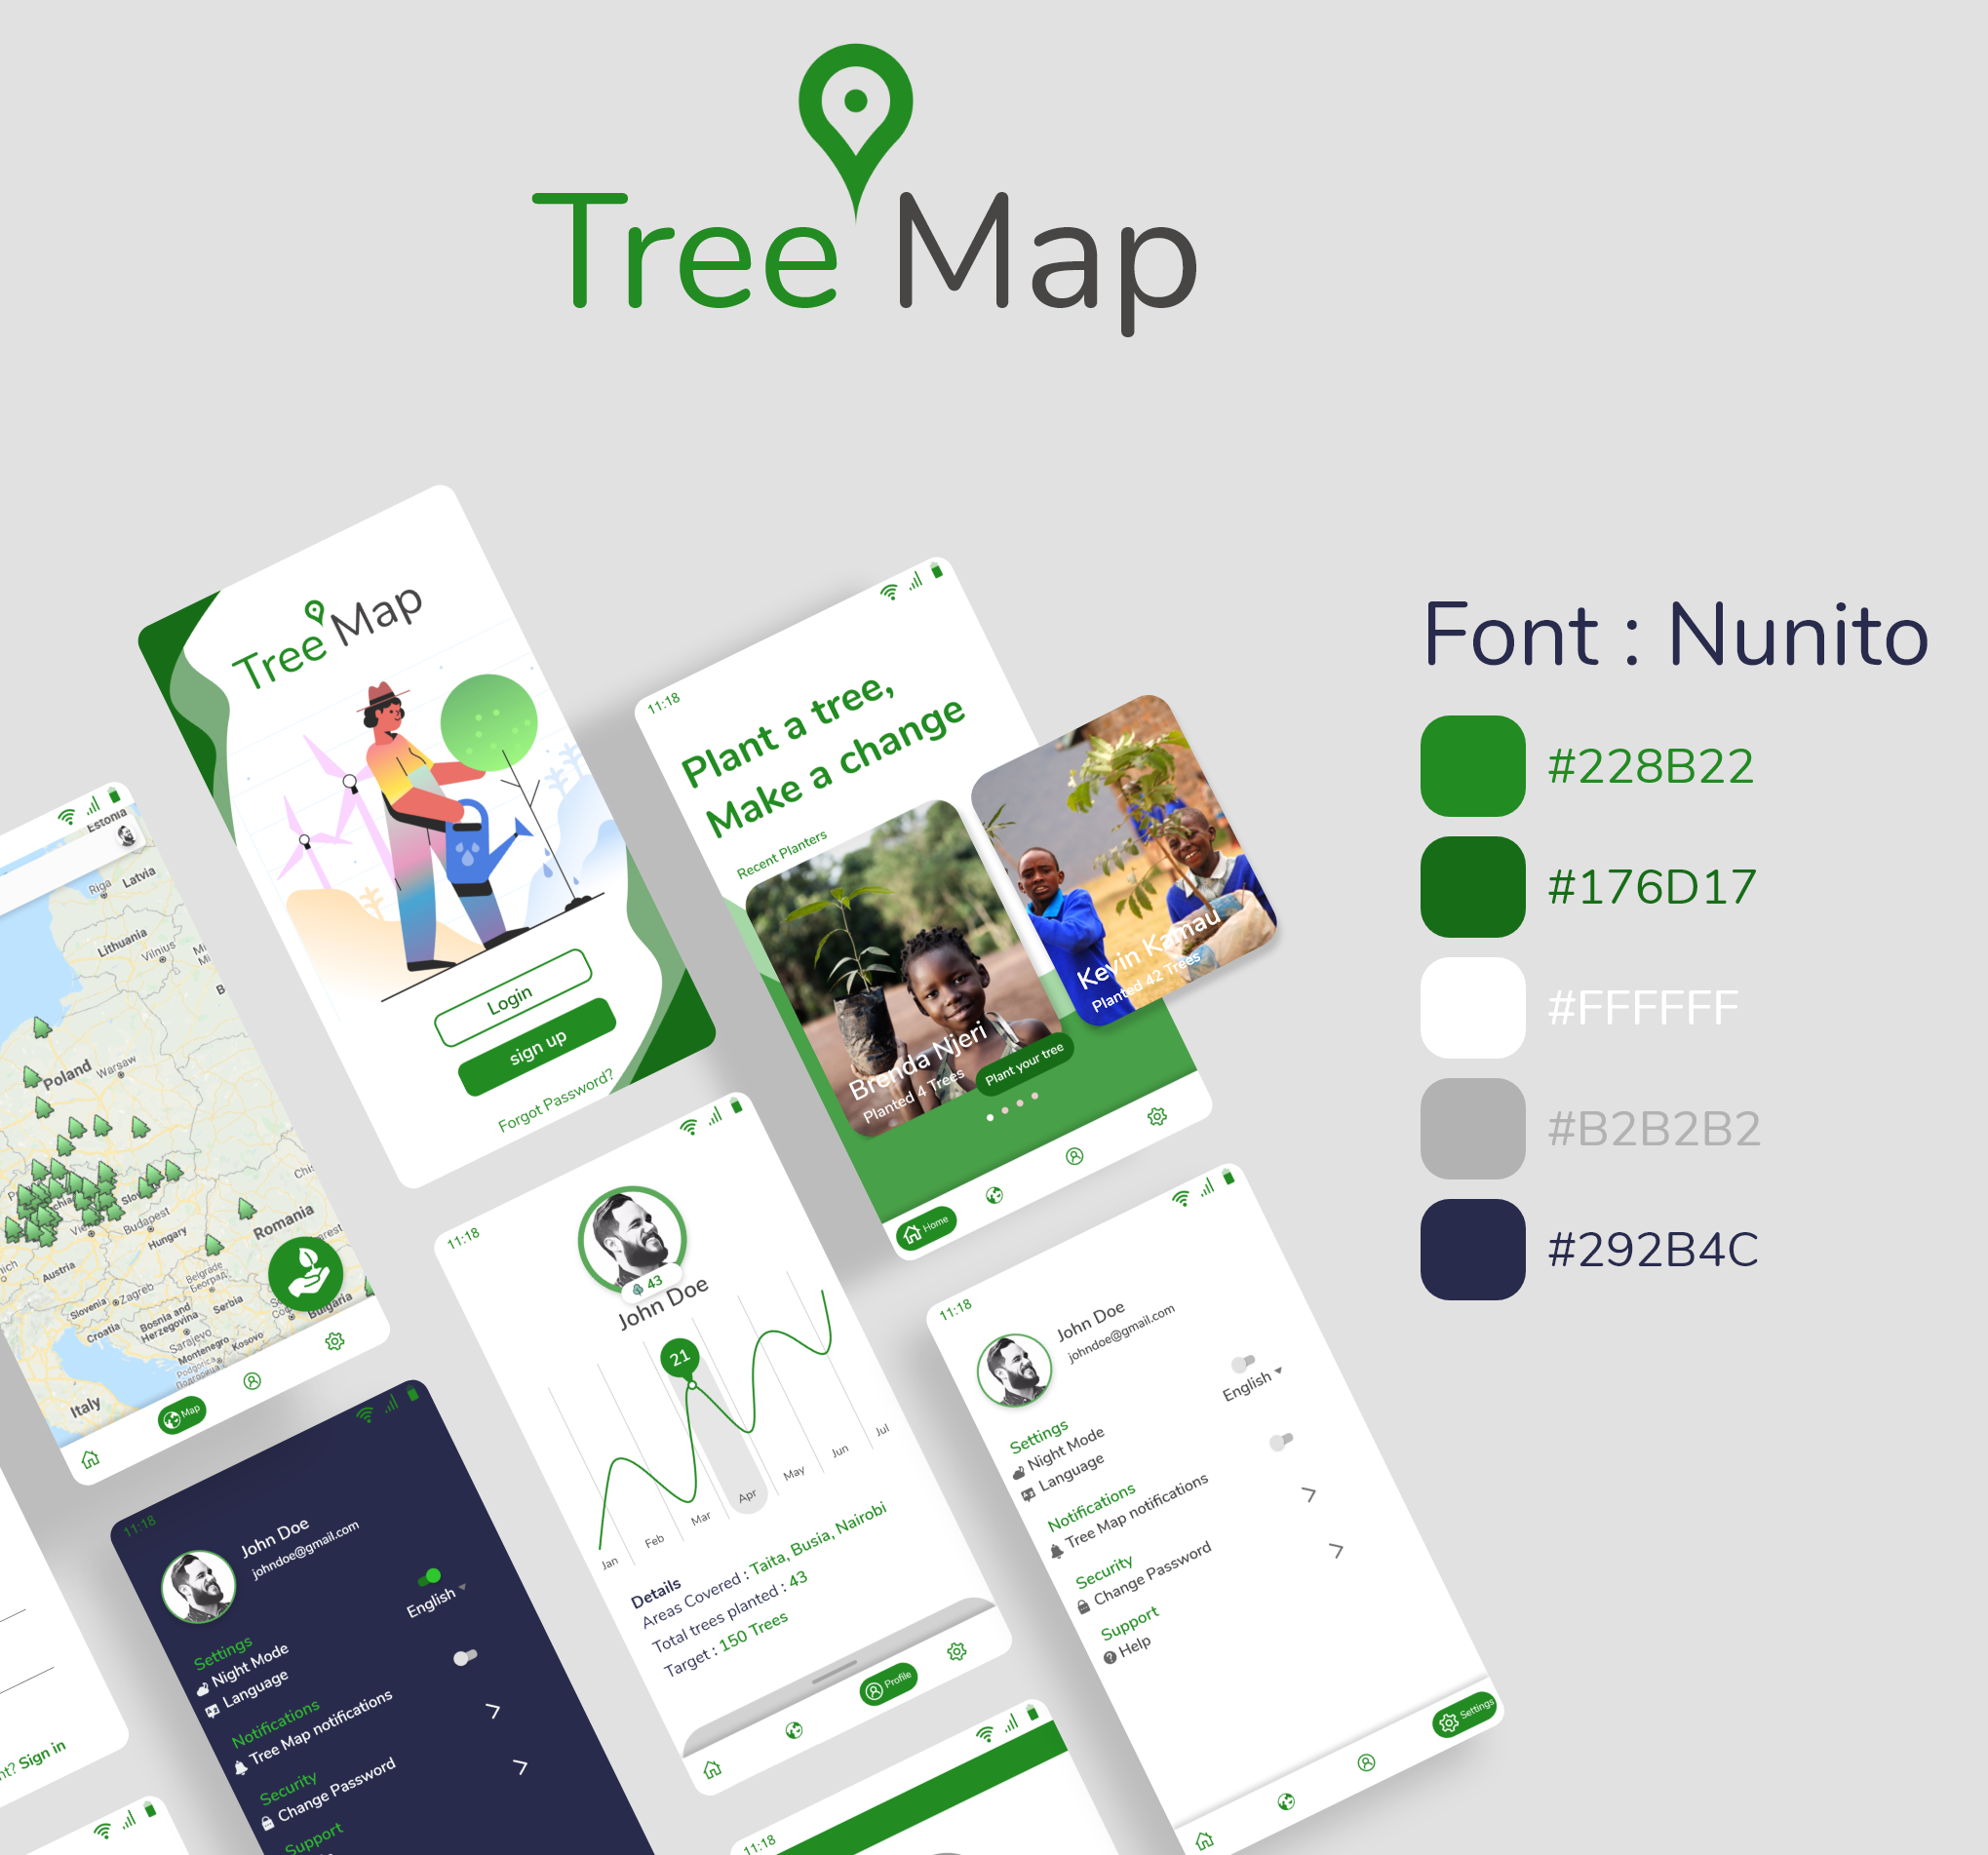 Tree Map
Font : Nunito
#228B22
#176D17
#FFFFFF
#B2B2B2
#292B4C
Tree Map
Login
sign up
Forgot Password?
11:18
Plant a tree,
Make a change
Recent Planters
Brenda Njeri
Planted 4 Trees
Kevin Kamau
Planted 42 Trees
Plant your tree
Home
Estonia
Riga
Latvia
Lithuania
Vilnius
Poland
Warsaw
Budapest
Hungary
Romania
Austria
Slovenia
Zagreb
Croatia
Bosnia and
Herzegovina
Belgrade
Београд
Serbia
Sarajevo
Montenegro
Podgorica
Подгорица
Kosovo
Bulgaria
Italy
Map
11:18
43
John Doe
21
Jan
Feb
Mar
Apr
May
Jun
Jul
Details
Areas Covered : Taita, Busia, Nairobi
Total trees planted : 43
Target : 150 Trees
Profile
11:18
John Doe
johndoe@gmail.com
Settings
Night Mode
Language
English
Notifications
Tree Map notifications
Security
Change Password
Support
Help
Settings
11:18
John Doe
johndoe@gmail.com
Settings
Night Mode
Language
English
Notifications
Tree Map notifications
Security
Change Password
Support
Sign in
11:18